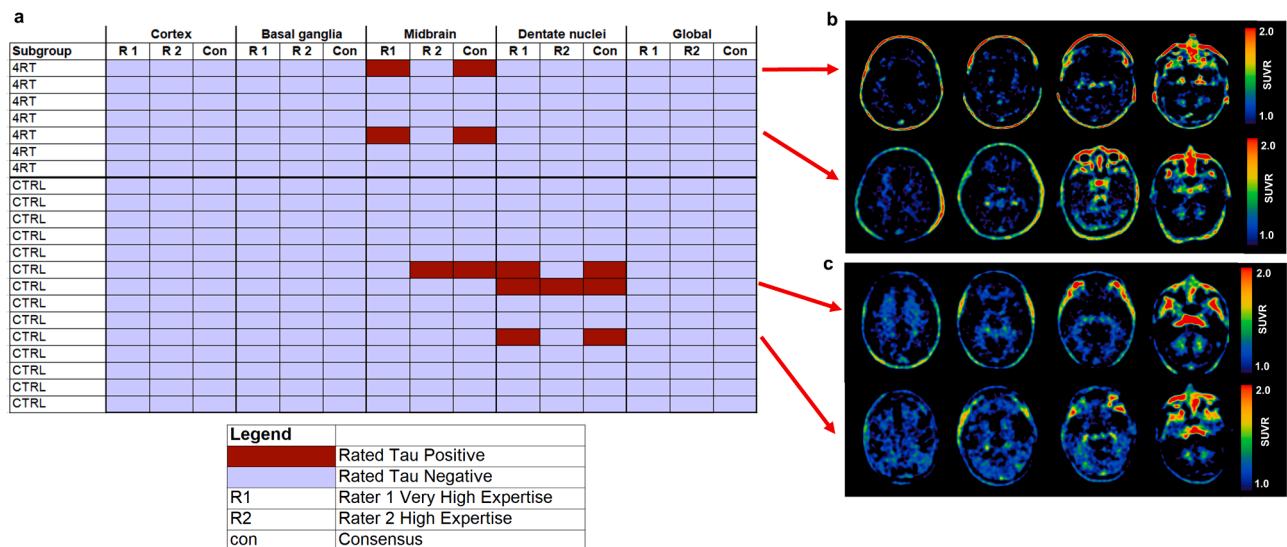 a
Cortex Basal ganglia Midbrain Dentate nuclei Global
Subgroup R 1 R 2 Con R 1 R 2 Con R1 R 2 Con R 1 R2 Con R 1 R2 Con
4RT
4RT
4RT
4RT
4RT
4RT
4RT
CTRL
CTRL
CTRL
CTRL
CTRL
CTRL
CTRL
CTRL
CTRL
CTRL
CTRL
CTRL
CTRL
CTRL
Legend
Rated Tau Positive
Rated Tau Negative
R1 Rater 1 Very High Expertise
R2 Rater 2 High Expertise
con Consensus
b
2.0
SUVR
1.0
2.0
SUVR
1.0
c
2.0
SUVR
1.0
2.0
SUVR
1.0